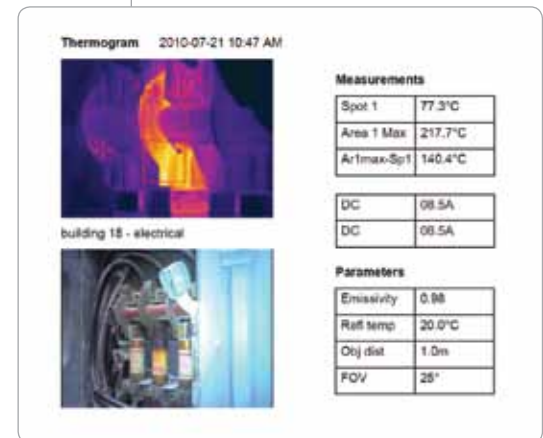 Thermogram 2010-07-21 10:47 AM
building 18 - electrical
Measurements
Spot 1 77.3°C
Area 1 Max 217.7°C
Ar1max-Sp1 140.4°C
DC 08.5A
DC 08.5A
Parameters
Emissivity 0.98
Refl temp 20.0°C
Obj dist 1.0m
FOV 25°